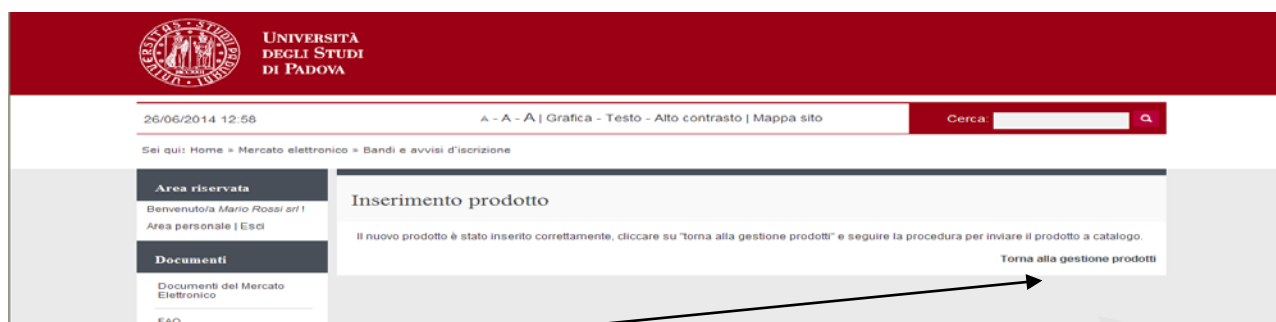 UNIVERSITÀ
DEGLI STUDI
DI PADOVA
26/06/2014 12:58
A - A - A | Grafica - Testo - Alto contrasto | Mappa sito
Cerca:
Sei qui: Home » Mercato elettronico » Bandi e avvisi d'iscrizione
Area riservata
Benvenuto/a Mario Rossi srl !
Area personale | Esci
Documenti
Documenti del Mercato
Elettronico
FAQ
Inserimento prodotto
Il nuovo prodotto è stato inserito correttamente, cliccare su "torna alla gestione prodotti" e seguire la procedura per inviare il prodotto a catalogo.
Torna alla gestione prodotti